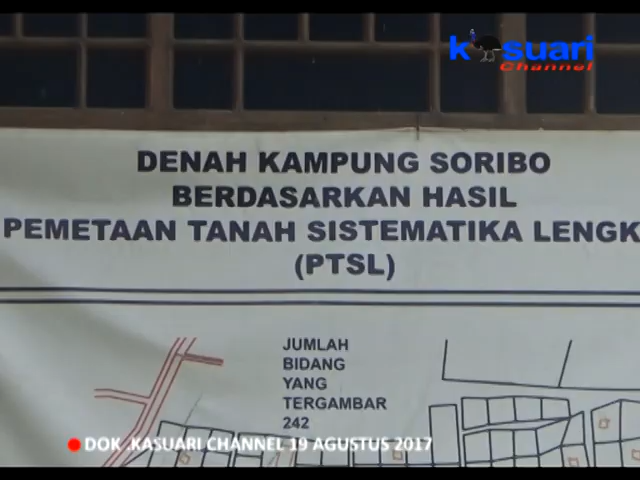 kasuari
Channel
DENAH KAMPUNG SORIBO
BERDASARKAN HASIL
PEMETAAN TANAH SISTEMATIKA LENGK
(PTSL)
JUMLAH
BIDANG
YANG
TERGAMBAR
242
DOK .KASUARI CHANNEL 19 AGUSTUS 2017